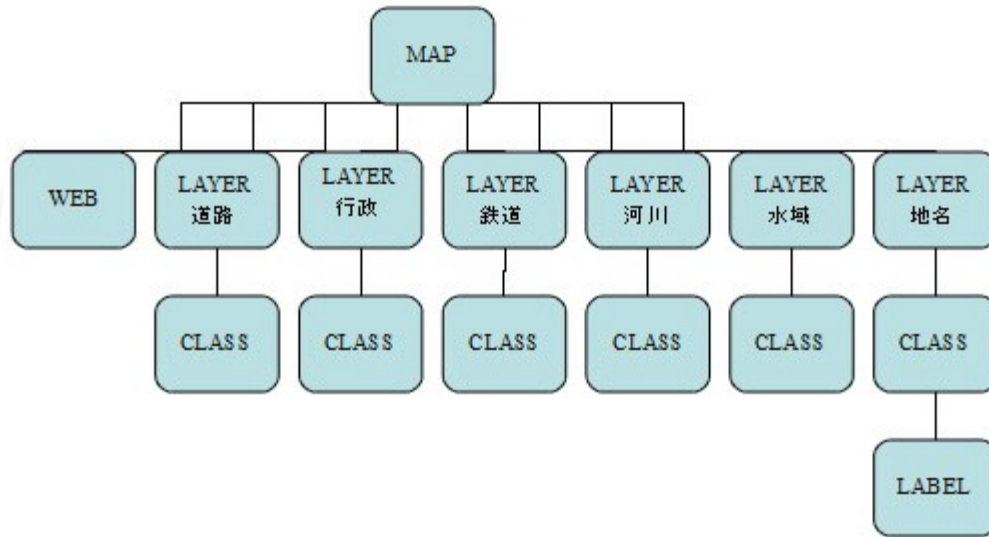 MAP
WEB
LAYER
道路
LAYER
行政
LAYER
鉄道
LAYER
河川
LAYER
水域
LAYER
地名
CLASS
CLASS
CLASS
CLASS
CLASS
CLASS
LABEL